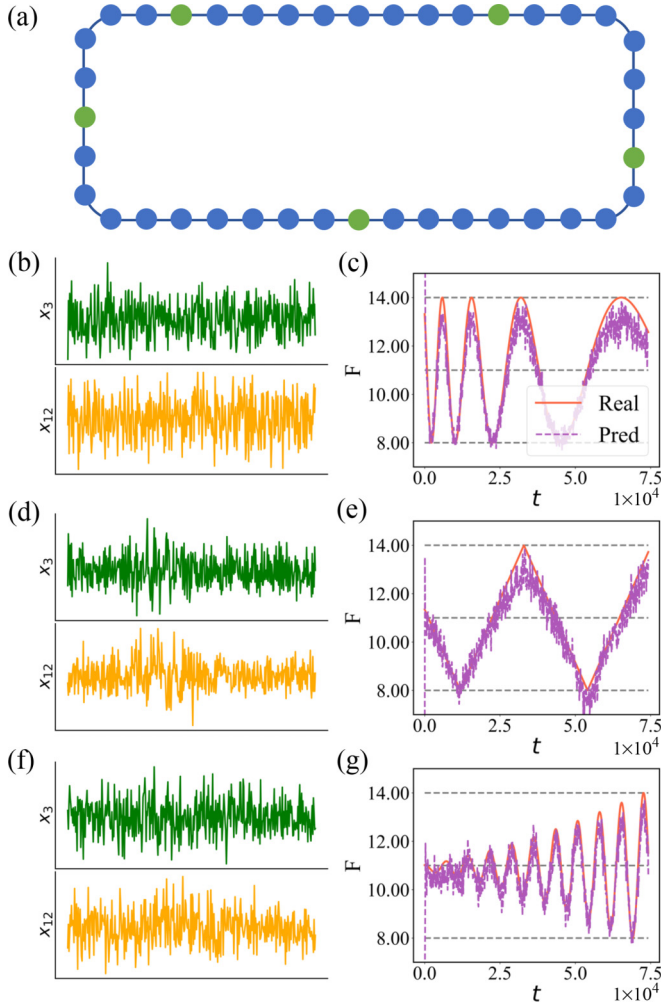 (a)
(b)
x3
x12
(c)
14.00
12.00
10.00
8.00
F
Real
Pred
0.0 2.5 5.0 7.5
t 1×10^4
(d)
x3
x12
(e)
14.00
12.00
10.00
8.00
F
0.0 2.5 5.0 7.5
t 1×10^4
(f)
x3
x12
(g)
14.00
12.00
10.00
8.00
F
0.0 2.5 5.0 7.5
t 1×10^4